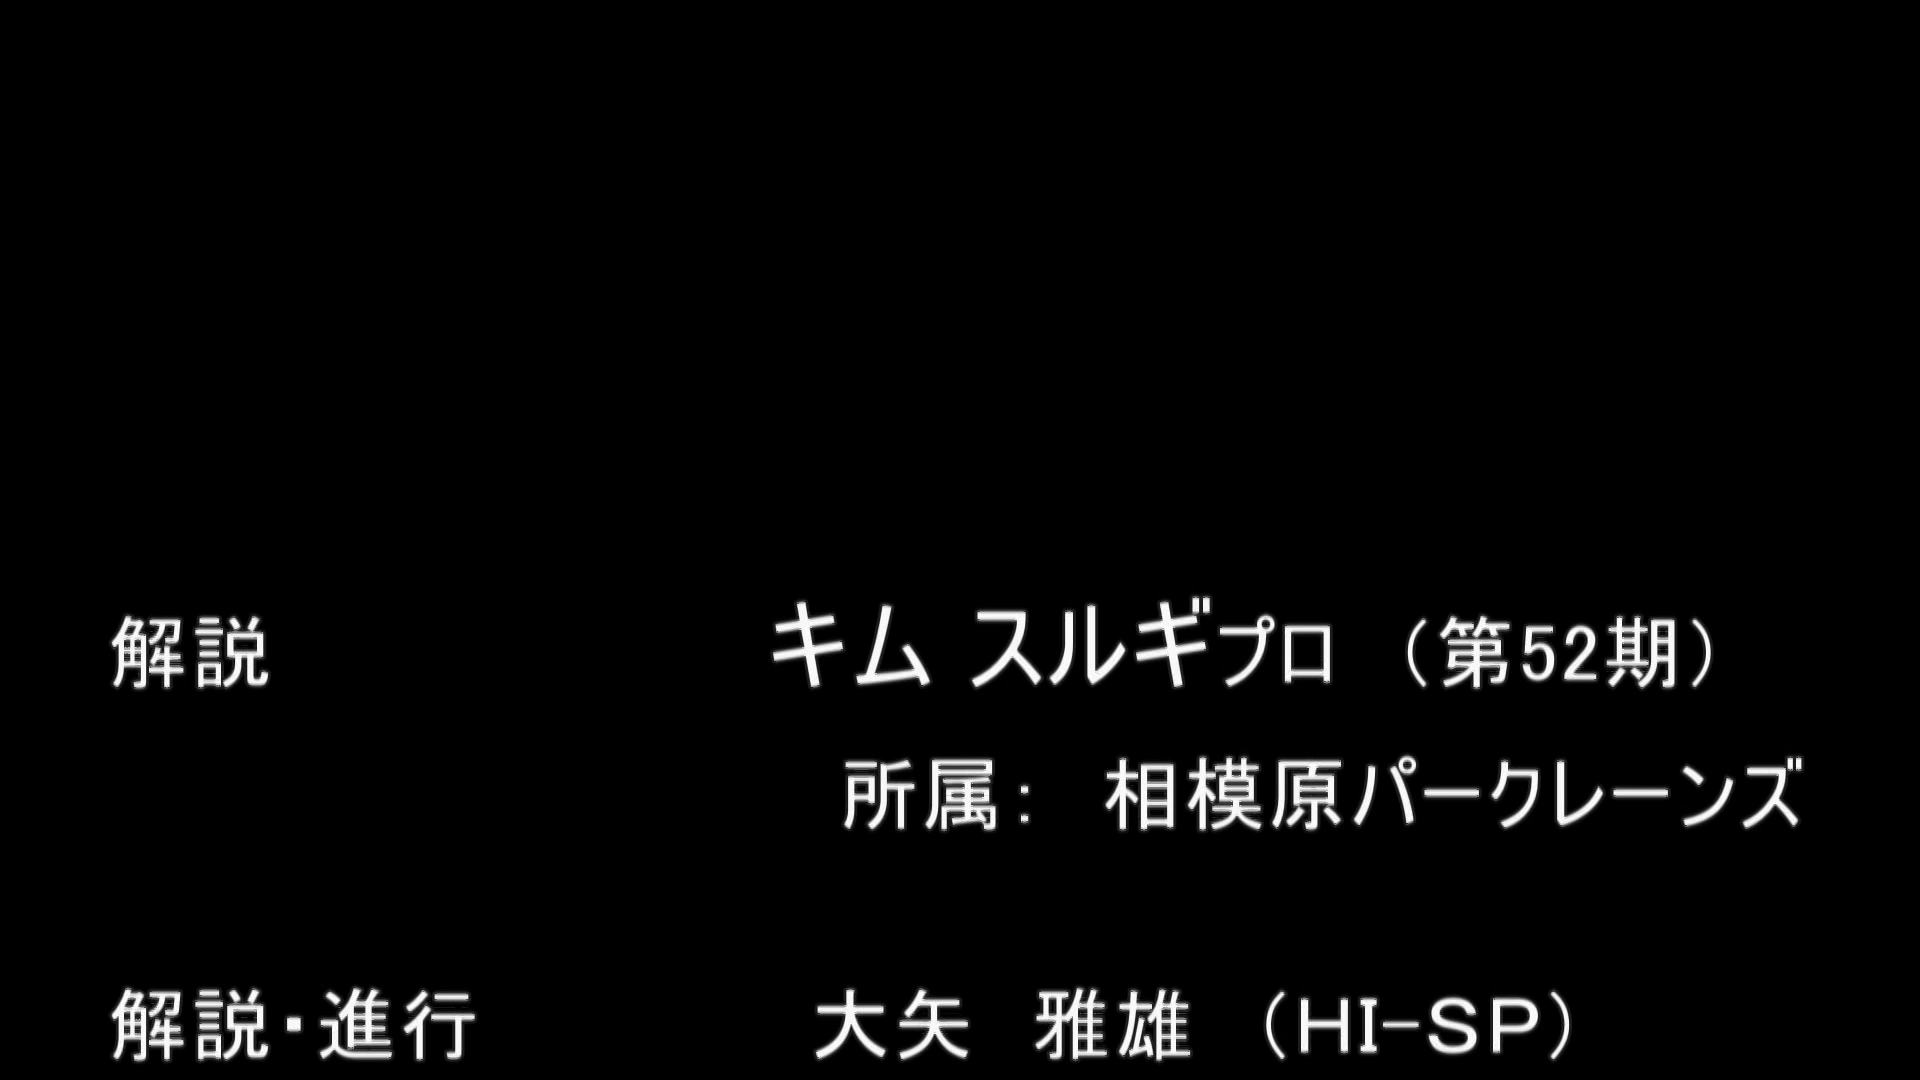 解説 キム スルギプロ （第52期）
所属： 相模原パークレーンズ
解説・進行 大矢 雅雄 （HI-SP）